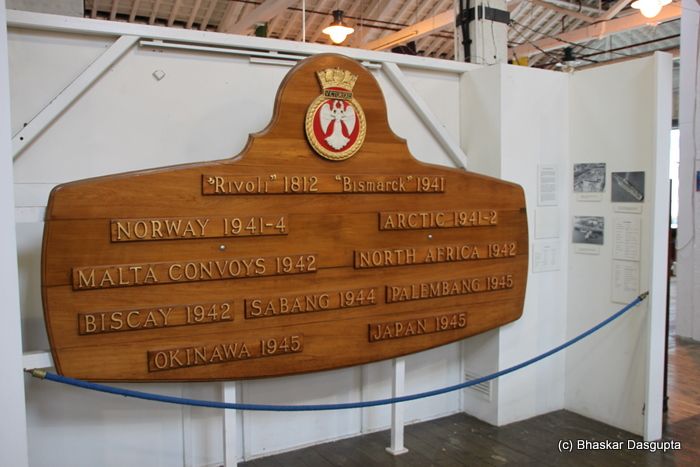 VICTORIOUS
"Rivoli" 1812 "Bismarck" 1941
NORWAY 1941-4 ARCTIC 1941-2
MALTA CONVOYS 1942 NORTH AFRICA 1942
BISCAY 1942 SABANG 1944 PALEMBANG 1945
OKINAWA 1945 JAPAN 1945
(c) Bhaskar Dasgupta